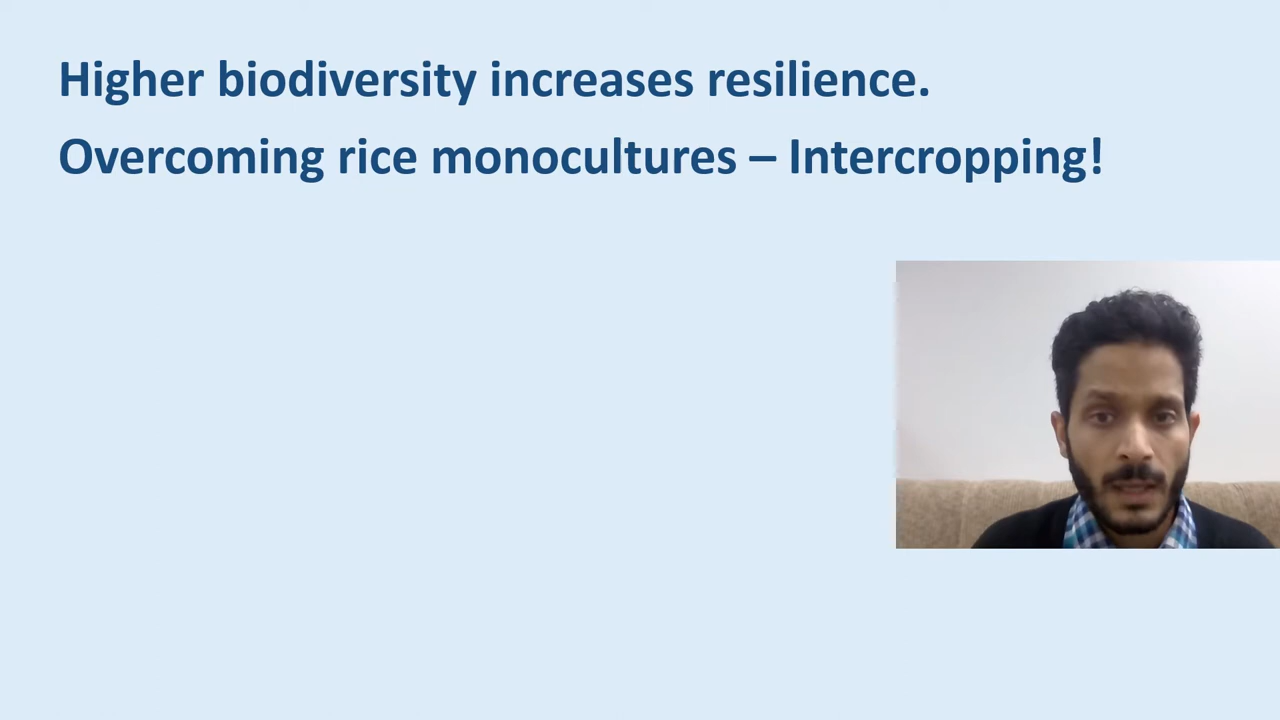 Higher biodiversity increases resilience.
Overcoming rice monocultures – Intercropping!